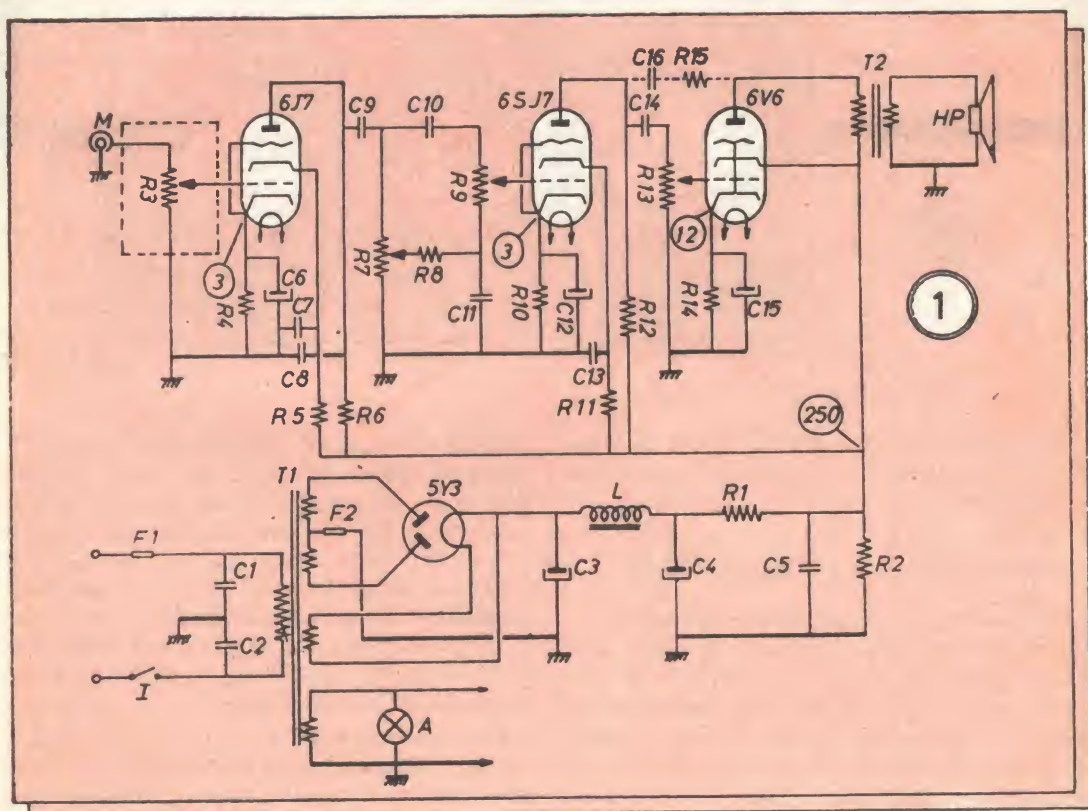 6J7 C9 C10 6SJ7 C16 R15 C14 6V6 T2
M R3 R9 R13 HP
3 R7 R8 3 12
R4 C6 C7 C11 R10 C12 R12 R14 C15 1
C8 C13
R5 R6 R11 250
T1 F2 5Y3 L R1
F1 C1 C3 C4 C5 R2
C2
I A